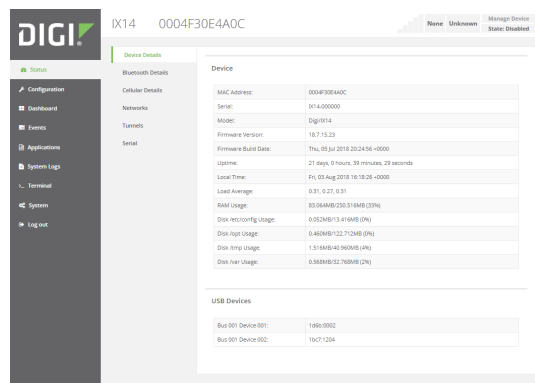 DIGI
IX14 0004F30E4A0C
None Unknown
Manage Device
State: Disabled
Status
Configuration
Dashboard
Events
Applications
System Logs
Terminal
System
Log out
Device Details
Bluetooth Details
Cellular Details
Networks
Tunnels
Serial
Device
MAC Address: 0004F30E4A0C
Serial: IX14-000000
Model: Digi/IX14
Firmware Version: 18.7.15.23
Firmware Build Date: Thu, 05 Jul 2018 20:24:56 +0000
Uptime: 21 days, 0 hours, 39 minutes, 29 seconds
Local Time: Fri, 03 Aug 2018 16:18:26 +0000
Load Average: 0.31, 0.27, 0.31
RAM Usage: 83.064MB/250.516MB (33%)
Disk /etc/config Usage: 0.052MB/13.416MB (0%)
Disk /opt Usage: 0.460MB/122.712MB (0%)
Disk /tmp Usage: 1.516MB/40.960MB (4%)
Disk /var Usage: 0.568MB/32.768MB (2%)
USB Devices
Bus 001 Device 001: 1d6b:0002
Bus 001 Device 002: 1bc7:1204